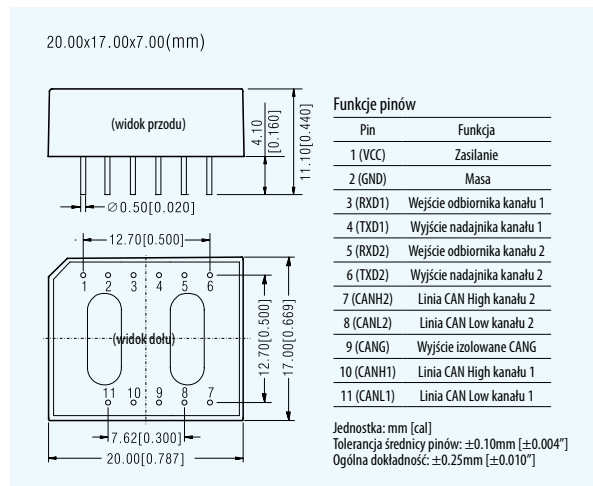 20.00x17.00x7.00(mm)
(widok przodu)
4.10
[0.160]
11.10[0.440]
Ø0.50[0.020]
12.70[0.500]
1 2 3 4 5 6
(widok dołu)
12.70[0.500]
17.00[0.669]
11 10 9 8 7
7.62[0.300]
20.00[0.787]
Funkcje pinów
Pin Funkcja
1 (VCC) Zasilanie
2 (GND) Masa
3 (RXD1) Wejście odbiornika kanału 1
4 (TXD1) Wyjście nadajnika kanału 1
5 (RXD2) Wejście odbiornika kanału 2
6 (TXD2) Wyjście nadajnika kanału 2
7 (CANH2) Linia CAN High kanału 2
8 (CANL2) Linia CAN Low kanału 2
9 (CANG) Wyjście izolowane CANG
10 (CANH1) Linia CAN High kanału 1
11 (CANL1) Linia CAN Low kanału 1
Jednostka: mm [cal]
Tolerancja średnicy pinów: ±0.10mm [±0.004”]
Ogólna dokładność: ±0.25mm [±0.010”]